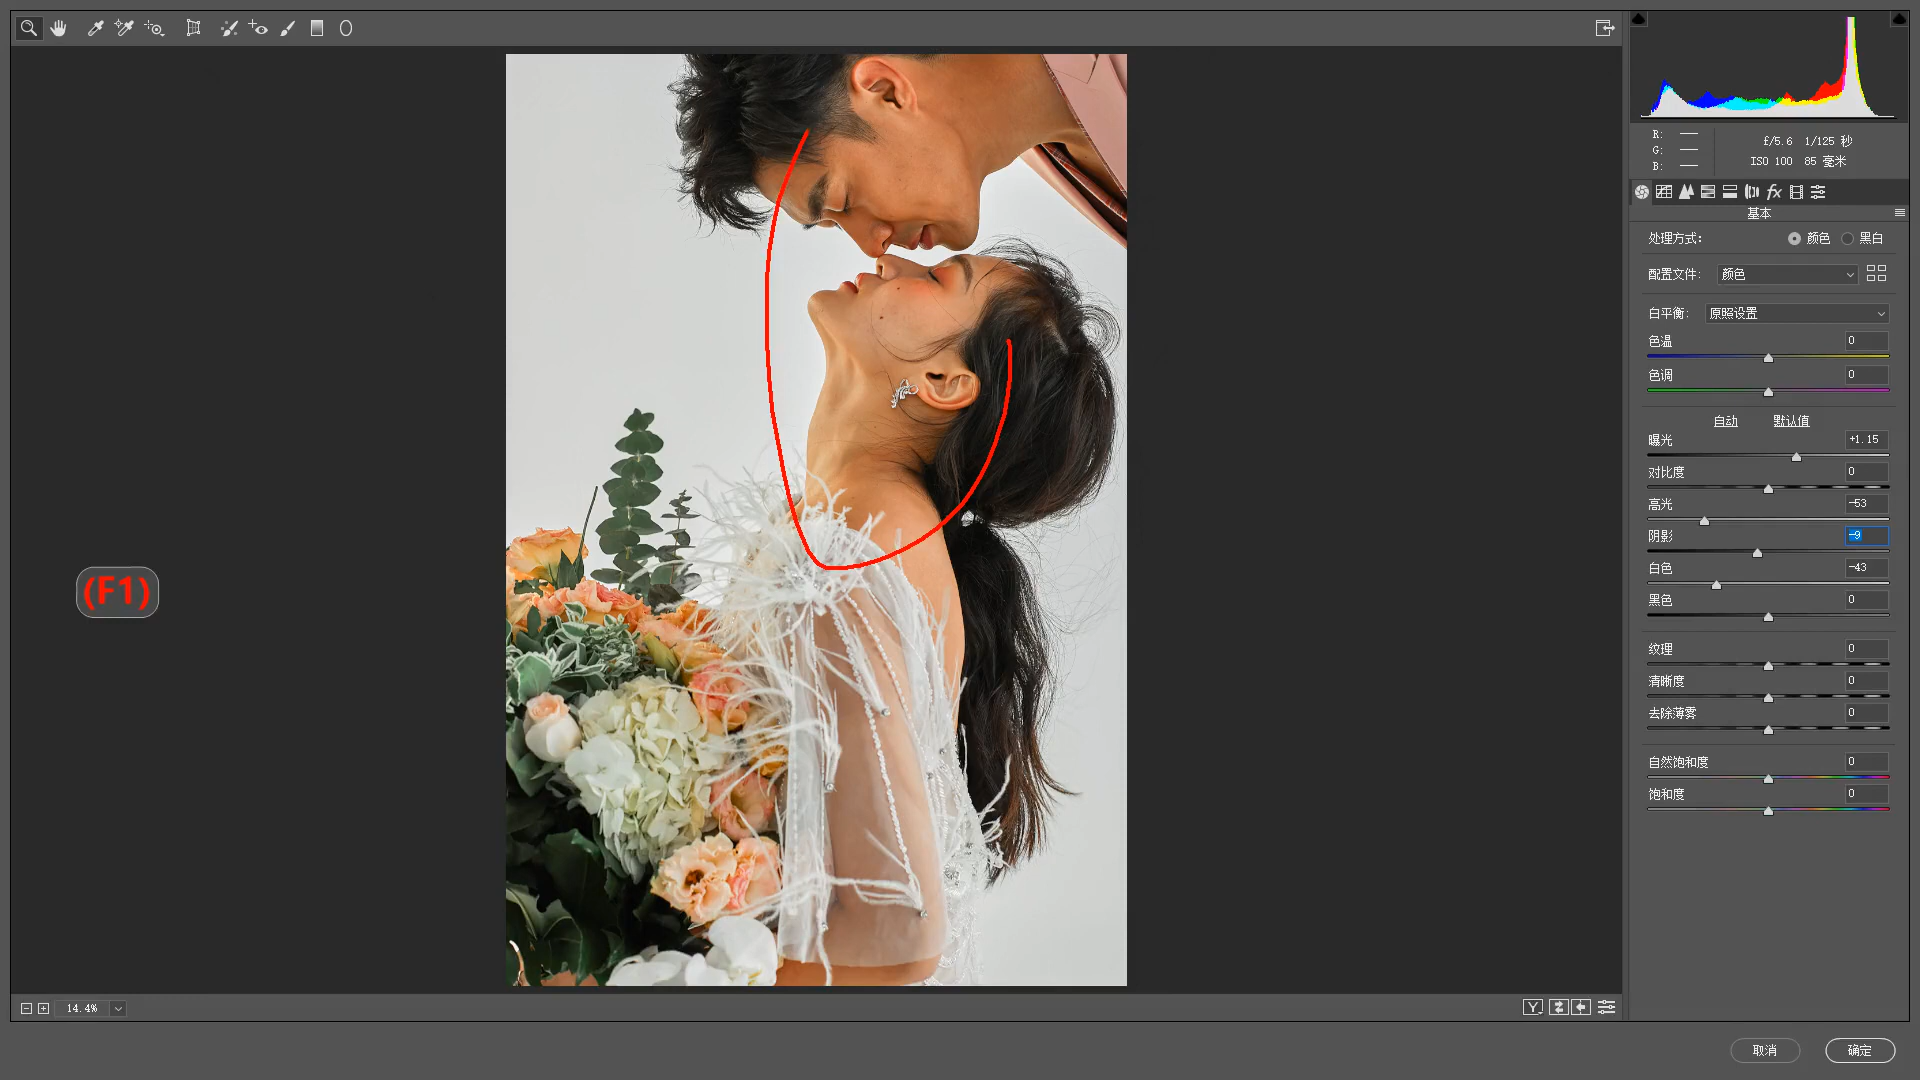 R:
G:
B:
f/5.6 1/125 秒
ISO 100 85 毫米
基本
处理方式:
颜色
黑白
配置文件:
颜色
白平衡:
原照设置
色温
0
色调
0
自动
默认值
曝光
+1.15
对比度
0
高光
-53
阴影
-9
白色
-43
黑色
0
纹理
0
清晰度
0
去除薄雾
0
自然饱和度
0
饱和度
0
(F1)
14.4%
Y
取消
确定